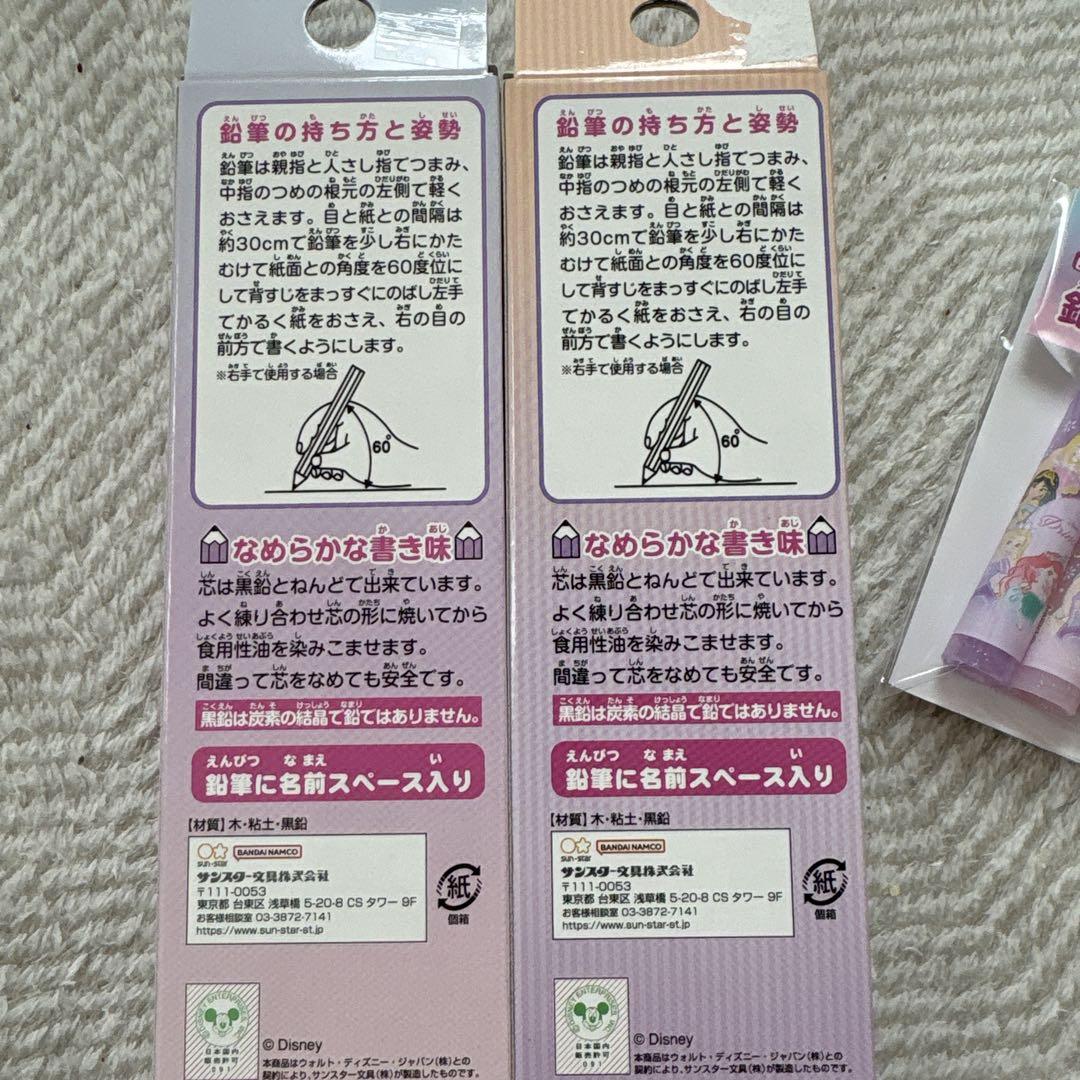 鉛筆の持ち方と姿勢
鉛筆は親指と人さし指でつまみ、
中指のつめの根元の左側で軽く
おさえます。目と紙との間隔は
約30cmで鉛筆を少し右にかた
むけて紙面との角度を60度位に
して背すじをまっすぐにのばし左手
でかるく紙をおさえ、右の目の
前方で書くようにします。
※右手で使用する場合
60°
なめらかな書き味
芯は黒鉛とねんどで出来ています。
よく練り合わせ芯の形に焼いてから
食用性油を染みこませます。
間違って芯をなめても安全です。
黒鉛は炭素の結晶で鉛ではありません。
鉛筆に名前スペース入り
【材質】木・粘土・黒鉛
sun-star BANDAI NAMCO
サンスター文具株式会社
〒111-0053
東京都 台東区 浅草橋 5-20-8 CS タワー 9F
お客様相談室 03-3872-7141
https://www.sun-star-st.jp
紙
個箱
DISNEY ENTERPRISES, INC.
日本国内
販売許可
091
© Disney
本商品はウォルト・ディズニー・ジャパン(株)との
契約により、サンスター文具(株)が製造したものです。
鉛筆の持ち方と姿勢
鉛筆は親指と人さし指でつまみ、
中指のつめの根元の左側で軽く
おさえます。目と紙との間隔は
約30cmで鉛筆を少し右にかた
むけて紙面との角度を60度位に
して背すじをまっすぐにのばし左手
でかるく紙をおさえ、右の目の
前方で書くようにします。
※右手で使用する場合
60°
なめらかな書き味
芯は黒鉛とねんどで出来ています。
よく練り合わせ芯の形に焼いてから
食用性油を染みこませます。
間違って芯をなめても安全です。
黒鉛は炭素の結晶で鉛ではありません。
鉛筆に名前スペース入り
【材質】木・粘土・黒鉛
sun-star BANDAI NAMCO
サンスター文具株式会社
〒111-0053
東京都 台東区 浅草橋 5-20-8 CS タワー 9F
お客様相談室 03-3872-7141
https://www.sun-star-st.jp
紙
個箱
DISNEY ENTERPRISES, INC.
日本国内
販売許可
091
© Disney
本商品はウォルト・ディズニー・ジャパン(株)との
契約により、サンスター文具(株)が製造したものです。